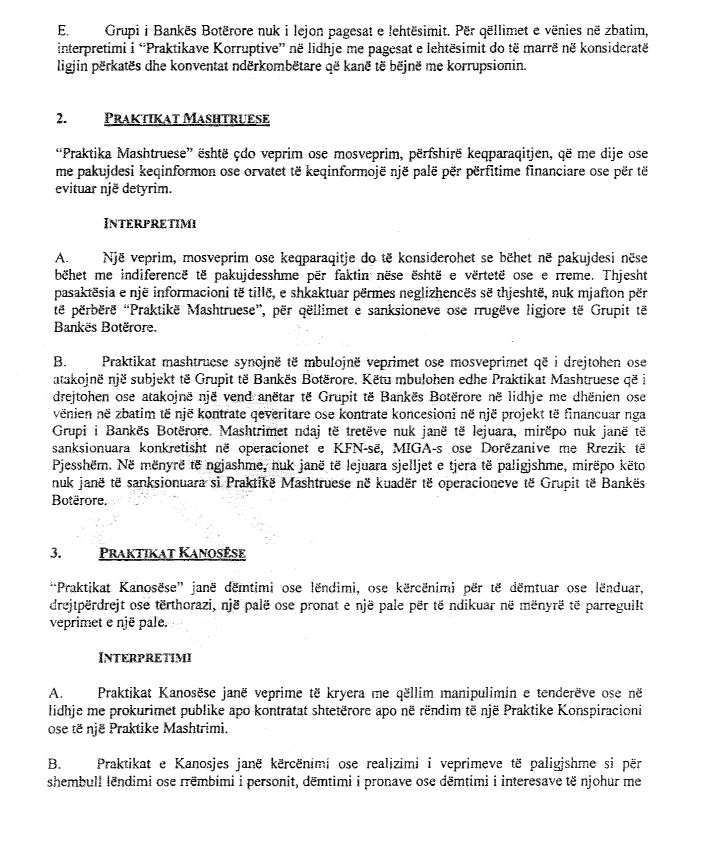 E. Grupi i Bankës Botërore nuk i lejon pagesat e lehtësimit. Për qëllimet e vënies në zbatim,
interpretimi i “Praktikave Korruptive” në lidhje me pagesat e lehtësimit do të marrë në konsideratë
ligjin përkatës dhe konventat ndërkombëtare që kanë të bëjnë me korrupsionin.
2. PRAKTIKAT MASHTRUESE
“Praktika Mashtruese” është çdo veprim ose mosveprim, përfshirë keqparaqitjen, që me dije ose
me pakujdesi keqinformon ose orvatet të keqinformojë një palë për përfitime financiare ose për të
evituar një detyrim.
INTERPRETIMI
A. Një veprim, mosveprim ose keqparaqitje do të konsiderohet se bëhet në pakujdesi nëse
bëhet me indiferencë të pakujdesshme për faktin nëse është e vërtetë ose e rreme. Thjesht
pasaktësia e një informacioni të tillë, e shkaktuar përmes neglizhencës së thjeshtë, nuk mjafton për
të përbërë “Praktikë Mashtruese”, për qëllimet e sanksioneve ose rrugëve ligjore të Grupit të
Bankës Botërore.
B. Praktikat mashtruese synojnë të mbulojnë veprimet ose mosveprimet që i drejtohen ose
atakojnë një subjekt të Grupit të Bankës Botërore. Këtu mbulohen edhe Praktikat Mashtruese që i
drejtohen ose atakojnë një vend anëtar të Grupit të Bankës Botërore në lidhje me dhënien ose
vënien në zbatim të një kontrate qeveritare ose kontrate koncesioni në një projekt të financuar nga
Grupi i Bankës Botërore. Mashtrimet ndaj të tretëve nuk janë të lejuara, mirëpo nuk janë të
sanksionuara konkretisht në operacionet e KFN-së, MIGA-s ose Dorëzanive me Rrezik të
Pjesshëm. Në mënyrë të ngjashme, nuk janë të lejuara sjelljet e tjera të paligjshme, mirëpo këto
nuk janë të sanksionuara si Praktikë Mashtruese në kuadër të operacioneve të Grupit të Bankës
Botërore.
3. PRAKTIKAT KANOSËSE
“Praktikat Kanosëse” janë dëmtimi ose lëndimi, ose kërcënimi për të dëmtuar ose lënduar,
drejtpërdrejt ose tërthorazi, një palë ose pronat e një pale për të ndikuar në mënyrë të parregullt
veprimet e një pale.
INTERPRETIMI
A. Praktikat Kanosëse janë veprime të kryera me qëllim manipulimin e tenderëve ose në
lidhje me prokurimet publike apo kontratat shtetërore apo në rëndim të një Praktike Konspiracioni
ose të një Praktike Mashtrimi.
B. Praktikat e Kanosjes janë kërcënimi ose realizimi i veprimeve të paligjshme si për
shembull lëndimi ose rrëmbimi i personit, dëmtimi i pronave ose dëmtimi i interesave të njohur me